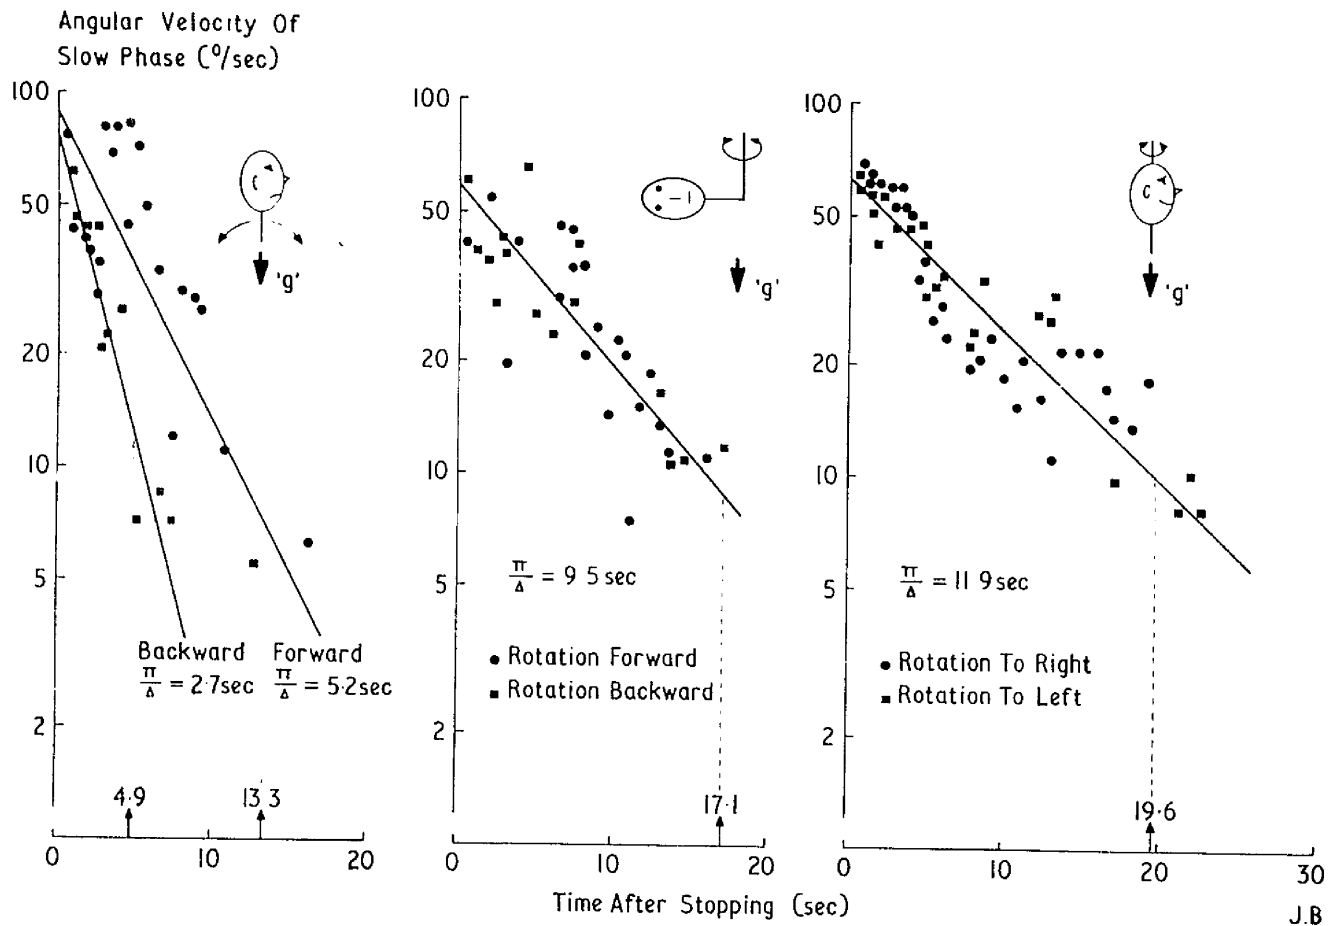 Angular Velocity Of
Slow Phase (º/sec)
100
50
20
10
5
2
'g'
Backward
π/Δ = 2·7sec
Forward
π/Δ = 5·2sec
4·9
13·3
0
10
20
100
50
20
10
5
2
'g'
π/Δ = 9 5 sec
Rotation Forward
Rotation Backward
17·1
0
10
20
100
50
20
10
5
2
'g'
π/Δ = 11 9sec
Rotation To Right
Rotation To Left
19·6
0
10
20
30
Time After Stopping (sec)
J.B